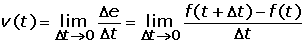 v(t) = lim Δt→0 Δe/Δt = lim Δt→0 f(t + Δt) − f(t)/Δt